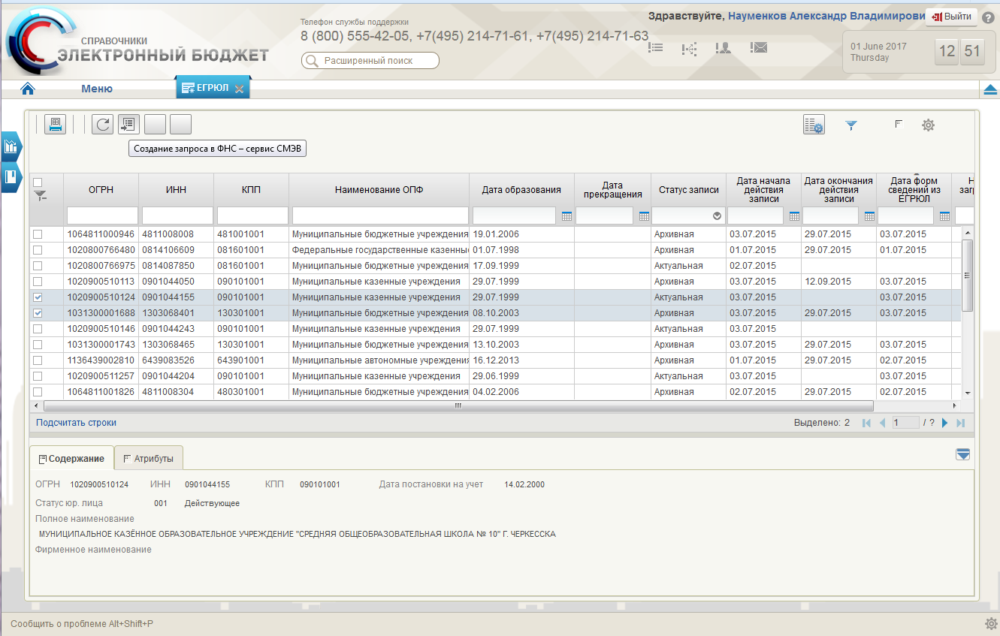 СПРАВОЧНИКИ
ЭЛЕКТРОННЫЙ БЮДЖЕТ
Телефон службы поддержки
8 (800) 555-42-05, +7(495) 214-71-61, +7(495) 214-71-63
Расширенный поиск
Здравствуйте, Науменков Александр Владимирови
Выйти
01 June 2017
Thursday
12 51
Меню
ЕГРЮЛ
Создание запроса в ФНС – сервис СМЭВ
ОГРН ИНН КПП Наименование ОПФ Дата образования Дата прекращения Статус записи Дата начала действия записи Дата окончания действия записи Дата форм сведений из ЕГРЮЛ
1064811000946 4811008008 481001001 Муниципальные бюджетные учреждения 19.01.2006 Архивная 03.07.2015 29.07.2015 03.07.2015
1020800766480 0814106609 081601001 Федеральные государственные казенны 01.07.1998 Архивная 01.07.2015 29.07.2015 01.07.2015
1020800766975 0814087850 081601001 Муниципальные бюджетные учреждения 17.09.1999 Актуальная 02.07.2015
1020900510113 0901044050 090101001 Муниципальные казенные учреждения 29.07.1999 Архивная 03.07.2015 12.09.2015 03.07.2015
1020900510124 0901044155 090101001 Муниципальные казенные учреждения 29.07.1999 Актуальная 03.07.2015 03.07.2015
1031300001688 1303068401 130301001 Муниципальные бюджетные учреждения 08.10.2003 Архивная 03.07.2015 29.07.2015 03.07.2015
1020900510146 0901044243 090101001 Муниципальные казенные учреждения 29.07.1999 Актуальная 03.07.2015
1031300001743 1303068465 130301001 Муниципальные бюджетные учреждения 13.10.2003 Архивная 03.07.2015 29.07.2015 03.07.2015
1136439002810 6439083526 643901001 Муниципальные автономные учреждения 16.12.2013 Архивная 01.07.2015 29.07.2015 02.07.2015
1020900511257 0901044204 090101001 Муниципальные казенные учреждения 29.06.1999 Актуальная 03.07.2015 03.07.2015
1064811001826 4811008304 480301001 Муниципальные бюджетные учреждения 04.02.2006 Архивная 02.07.2015 29.07.2015 02.07.2015
Подсчитать строки
Выделено: 2 1 / ?
Содержание Атрибуты
ОГРН 1020900510124 ИНН 0901044155 КПП 090101001 Дата постановки на учет 14.02.2000
Статус юр. лица 001 Действующее
Полное наименование
МУНИЦИПАЛЬНОЕ КАЗЁННОЕ ОБРАЗОВАТЕЛЬНОЕ УЧРЕЖДЕНИЕ "СРЕДНЯЯ ОБЩЕОБРАЗОВАТЕЛЬНАЯ ШКОЛА № 10" Г. ЧЕРКЕССКА
Фирменное наименование
Сообщить о проблеме Alt+Shift+P